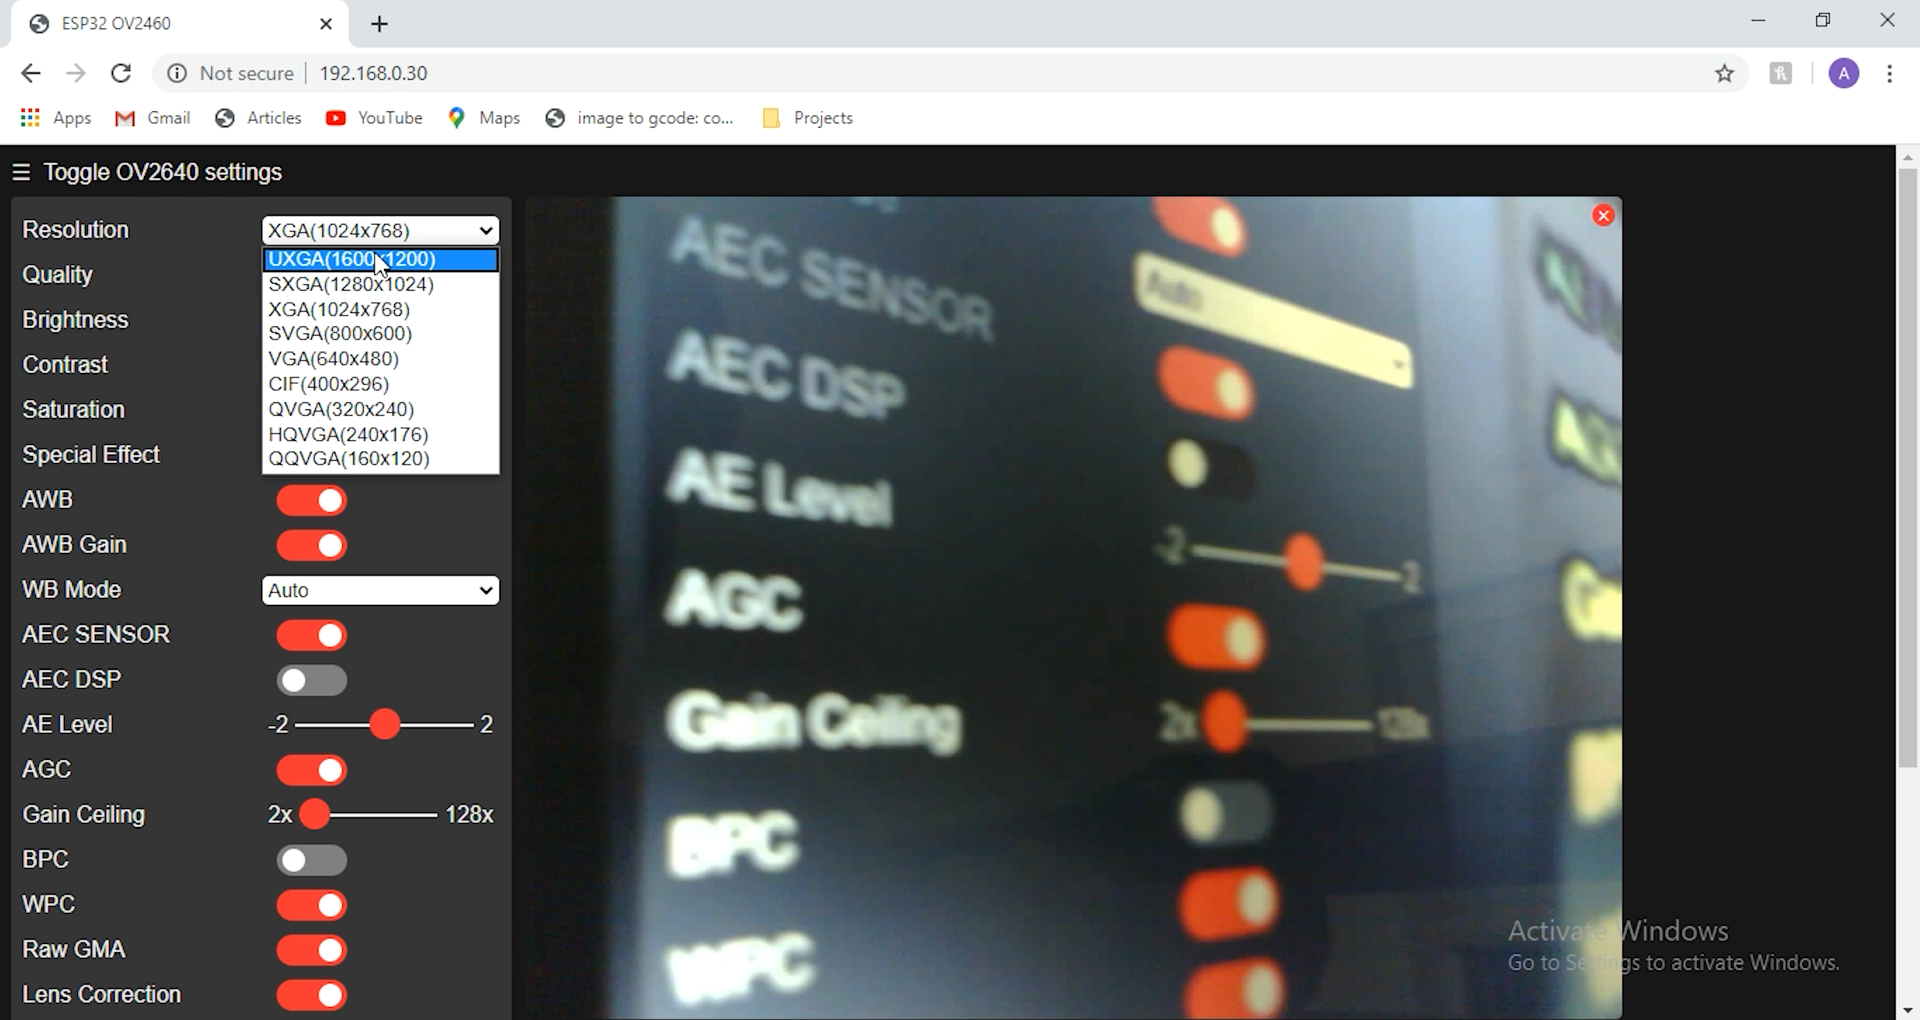 ESP32 OV2460
Not secure
192.168.0.30
A
Apps
Gmail
Articles
YouTube
Maps
image to gcode: co...
Projects
☰ Toggle OV2640 settings
Resolution
XGA(1024x768)
UXGA(1600x1200)
SXGA(1280x1024)
XGA(1024x768)
SVGA(800x600)
VGA(640x480)
CIF(400x296)
QVGA(320x240)
HQVGA(240x176)
QQVGA(160x120)
Quality
Brightness
Contrast
Saturation
Special Effect
AWB
AWB Gain
WB Mode
Auto
AEC SENSOR
AEC DSP
AE Level
-2
2
AGC
Gain Ceiling
2x
128x
BPC
WPC
Raw GMA
Lens Correction
AEC SENSOR
Auto
AEC DSP
AE Level
-2
2
AGC
Gain Ceiling
2x
128x
BPC
WPC
Activate Windows
Go to Settings to activate Windows.